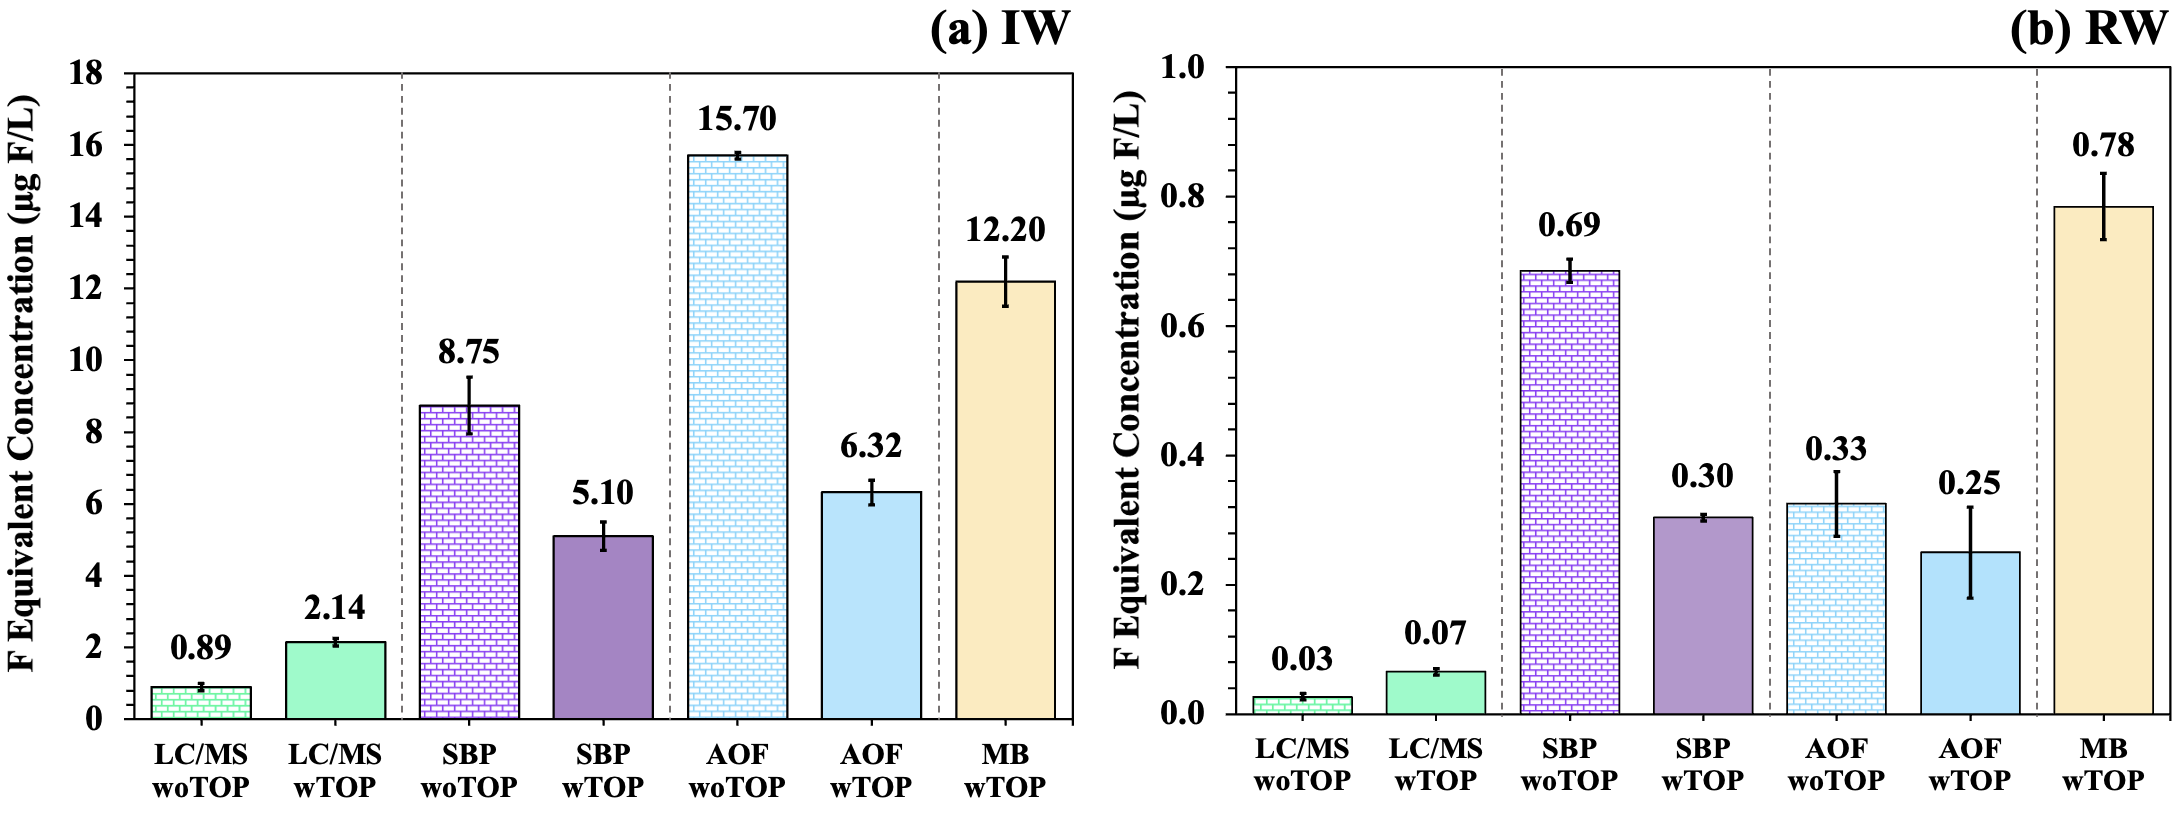 (a) IW
F Equivalent Concentration (µg F/L)
18
16
14
12
10
8
6
4
2
0
0.89
2.14
8.75
5.10
15.70
6.32
12.20
LC/MS
woTOP
LC/MS
wTOP
SBP
woTOP
SBP
wTOP
AOF
woTOP
AOF
wTOP
MB
wTOP
(b) RW
F Equivalent Concentration (µg F/L)
1.0
0.8
0.6
0.4
0.2
0.0
0.03
0.07
0.69
0.30
0.33
0.25
0.78
LC/MS
woTOP
LC/MS
wTOP
SBP
woTOP
SBP
wTOP
AOF
woTOP
AOF
wTOP
MB
wTOP